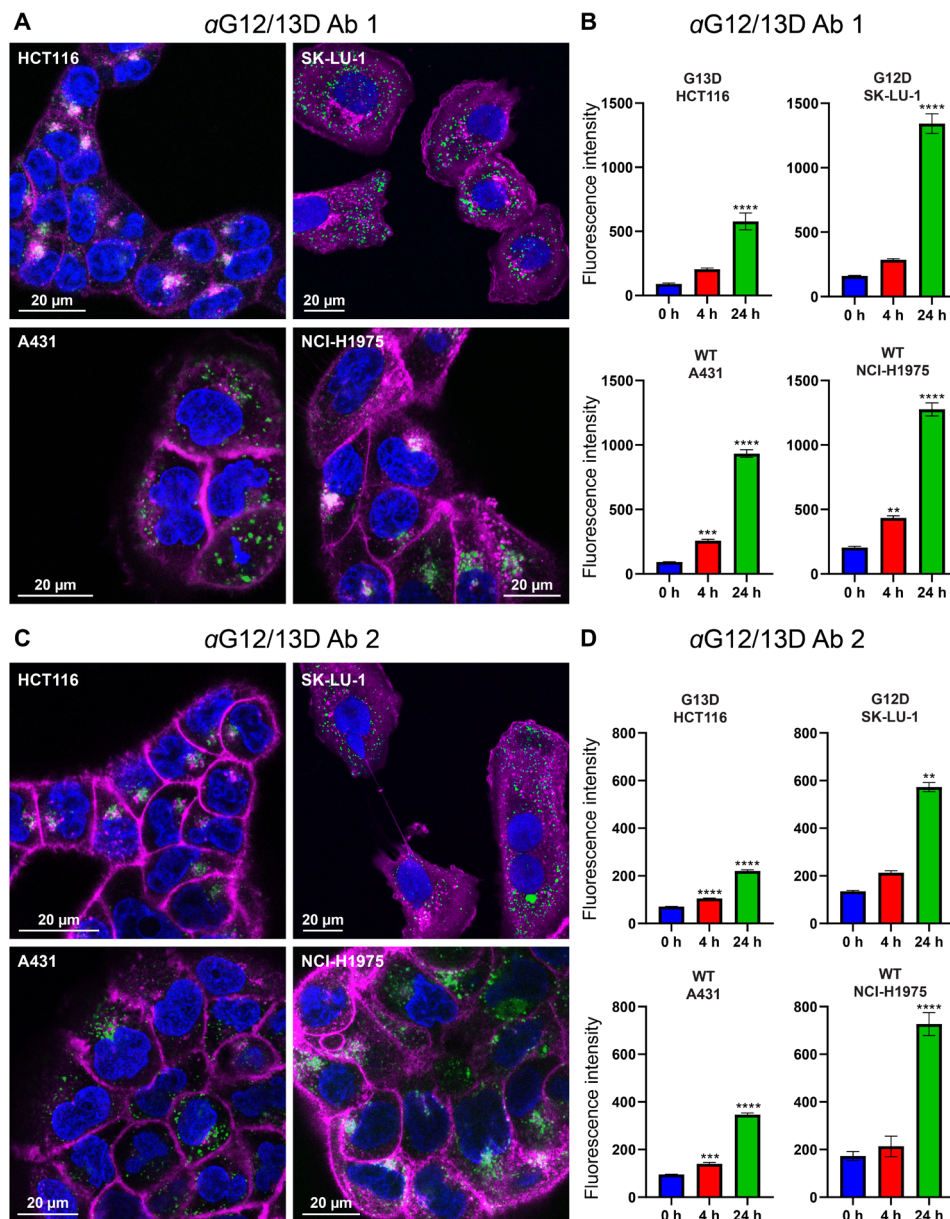 A
αG12/13D Ab 1
HCT116
20 µm
SK-LU-1
20 µm
A431
20 µm
NCI-H1975
20 µm
B
αG12/13D Ab 1
Fluorescence intensity
G13D
HCT116
1500
1000
500
0
****
0 h 4 h 24 h
G12D
SK-LU-1
1500
1000
500
0
****
0 h 4 h 24 h
Fluorescence intensity
WT
A431
1500
1000
500
0
***
****
0 h 4 h 24 h
WT
NCI-H1975
1500
1000
500
0
**
****
0 h 4 h 24 h
C
αG12/13D Ab 2
HCT116
20 µm
SK-LU-1
20 µm
A431
20 µm
NCI-H1975
20 µm
D
αG12/13D Ab 2
Fluorescence intensity
G13D
HCT116
800
600
400
200
0
****
****
0 h 4 h 24 h
G12D
SK-LU-1
800
600
400
200
0
**
0 h 4 h 24 h
Fluorescence intensity
WT
A431
800
600
400
200
0
***
****
0 h 4 h 24 h
WT
NCI-H1975
800
600
400
200
0
****
0 h 4 h 24 h